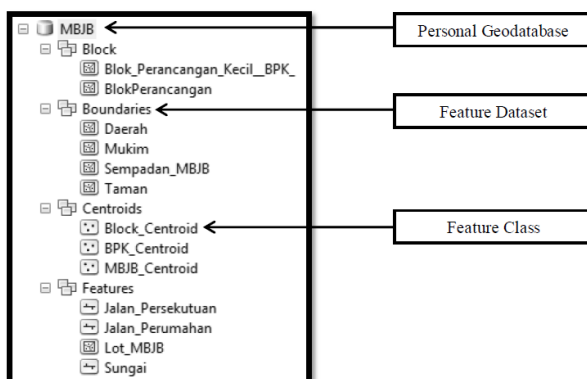 MBJB
Personal Geodatabase
Block
Blok_Perancangan_Kecil__BPK_
BlokPerancangan
Boundaries
Feature Dataset
Daerah
Mukim
Sempadan_MBJB
Taman
Centroids
Block_Centroid
Feature Class
BPK_Centroid
MBJB_Centroid
Features
Jalan_Persekutuan
Jalan_Perumahan
Lot_MBJB
Sungai